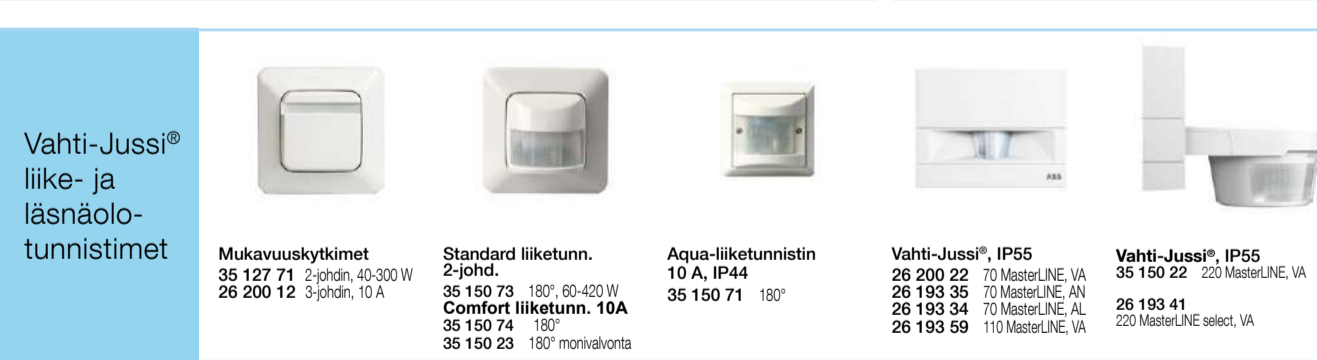 Vahti-Jussi®
liike- ja
läsnäolo-
tunnistimet
Mukavuuskytkimet
35 127 71 2-johdin, 40-300 W
26 200 12 3-johdin, 10 A
Standard liiketunn.
2-johd.
35 150 73 180°, 60-420 W
Comfort liiketunn. 10A
35 150 74 180°
35 150 23 180° monivalvonta
Aqua-liiketunnistin
10 A, IP44
35 150 71 180°
ABB
Vahti-Jussi®, IP55
26 200 22 70 MasterLINE, VA
26 193 35 70 MasterLINE, AN
26 193 34 70 MasterLINE, AL
26 193 59 110 MasterLINE, VA
Vahti-Jussi®, IP55
35 150 22 220 MasterLINE, VA
26 193 41
220 MasterLINE select, VA